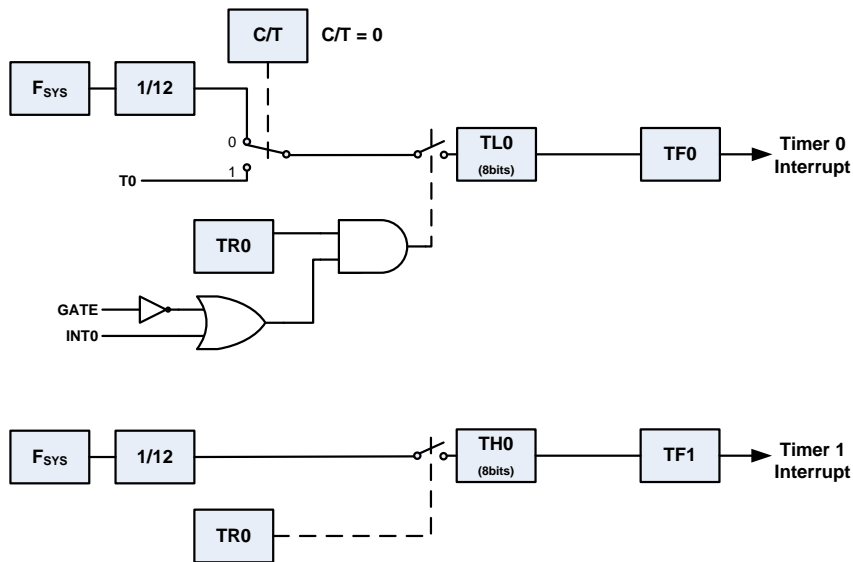 C/T
C/T = 0
FSYS
1/12
0
1
T0
TL0
(8bits)
TF0
Timer 0
Interrupt
TR0
GATE
INT0
FSYS
1/12
TH0
(8bits)
TF1
Timer 1
Interrupt
TR0